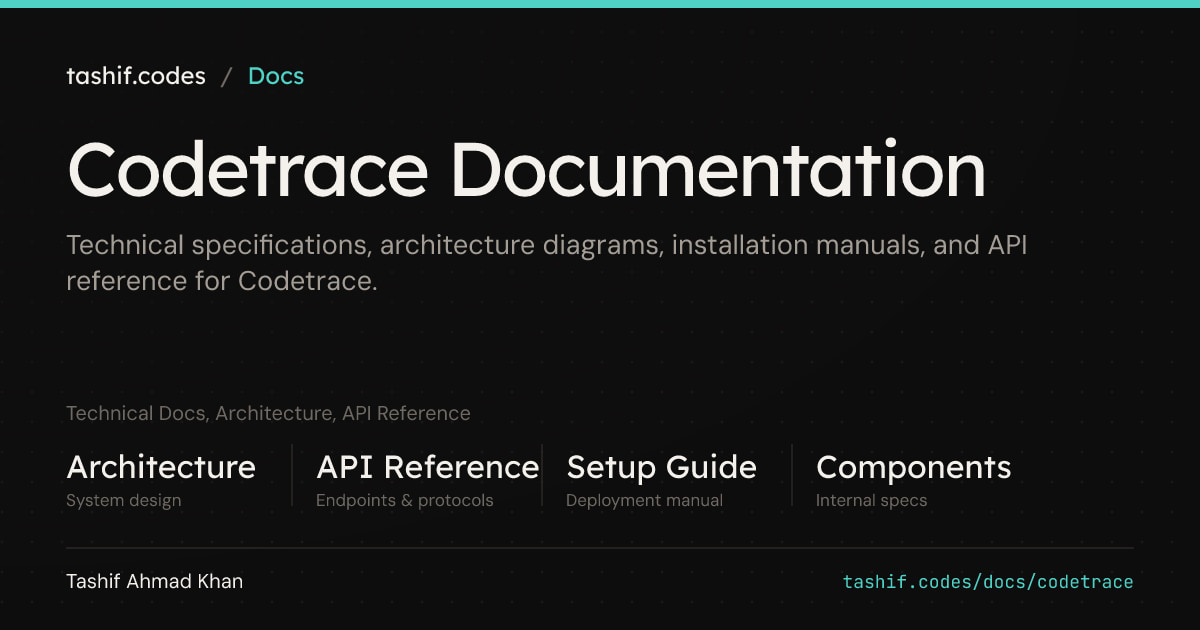 tashif.codes / Docs
Codetrace Documentation
Technical specifications, architecture diagrams, installation manuals, and API
reference for Codetrace.
Technical Docs, Architecture, API Reference
Architecture
System design
API Reference
Endpoints & protocols
Setup Guide
Deployment manual
Components
Internal specs
Tashif Ahmad Khan
tashif.codes/docs/codetrace